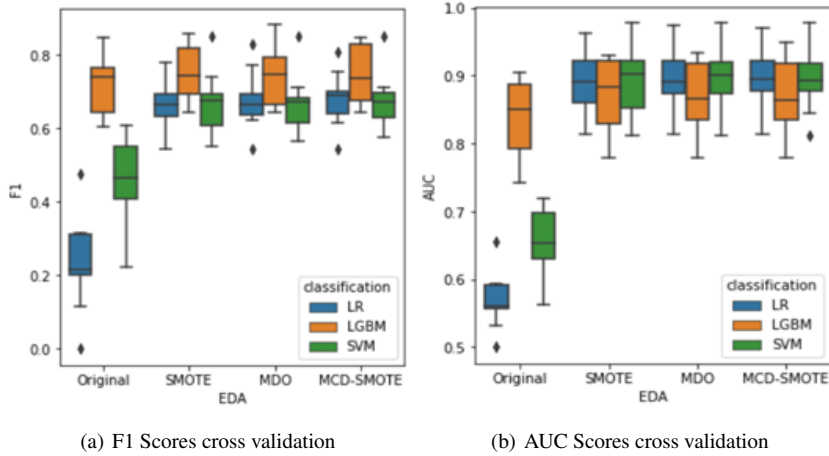 0.8
0.6
0.4
0.2
0.0
F1
Original
SMOTE
MDO
MCD-SMOTE
EDA
classification
LR
LGBM
SVM
(a) F1 Scores cross validation
1.0
0.9
0.8
0.7
0.6
0.5
AUC
Original
SMOTE
MDO
MCD-SMOTE
EDA
classification
LR
LGBM
SVM
(b) AUC Scores cross validation